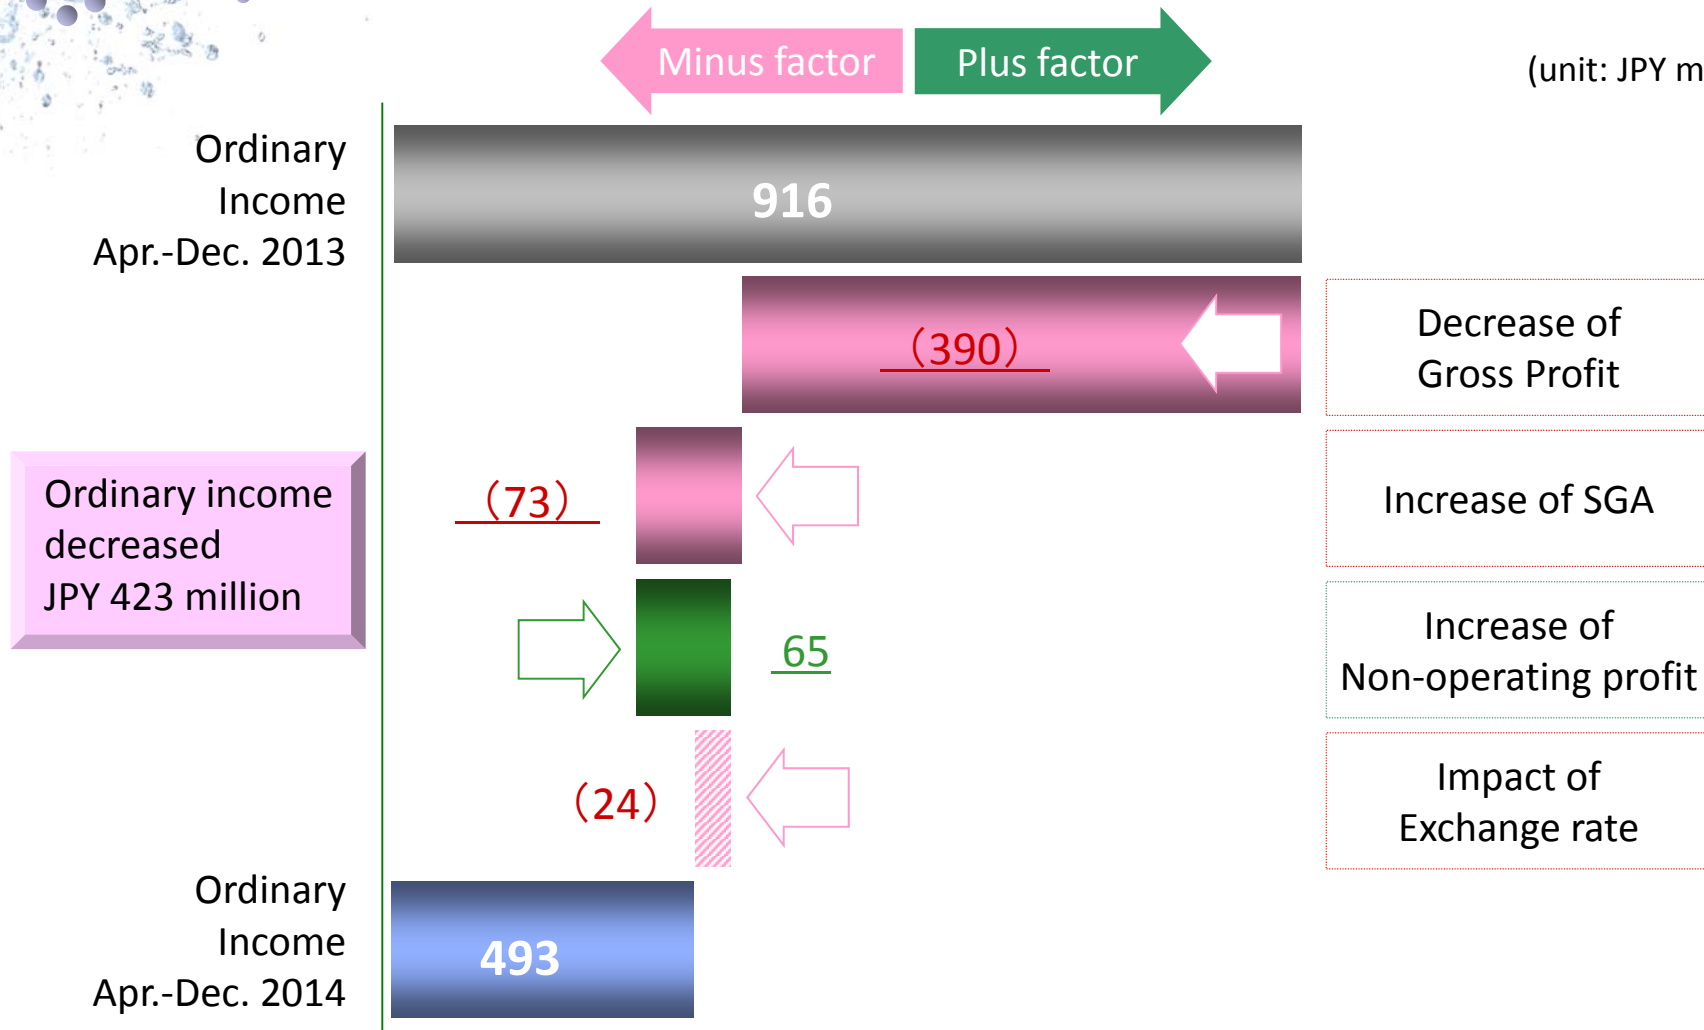 Minus factor
Plus factor
(unit: JPY m
Ordinary
Income
Apr.-Dec. 2013
916
（390）
Decrease of
Gross Profit
（73）
Increase of SGA
Ordinary income
decreased
JPY 423 million
65
Increase of
Non-operating profit
（24）
Impact of
Exchange rate
Ordinary
Income
Apr.-Dec. 2014
493